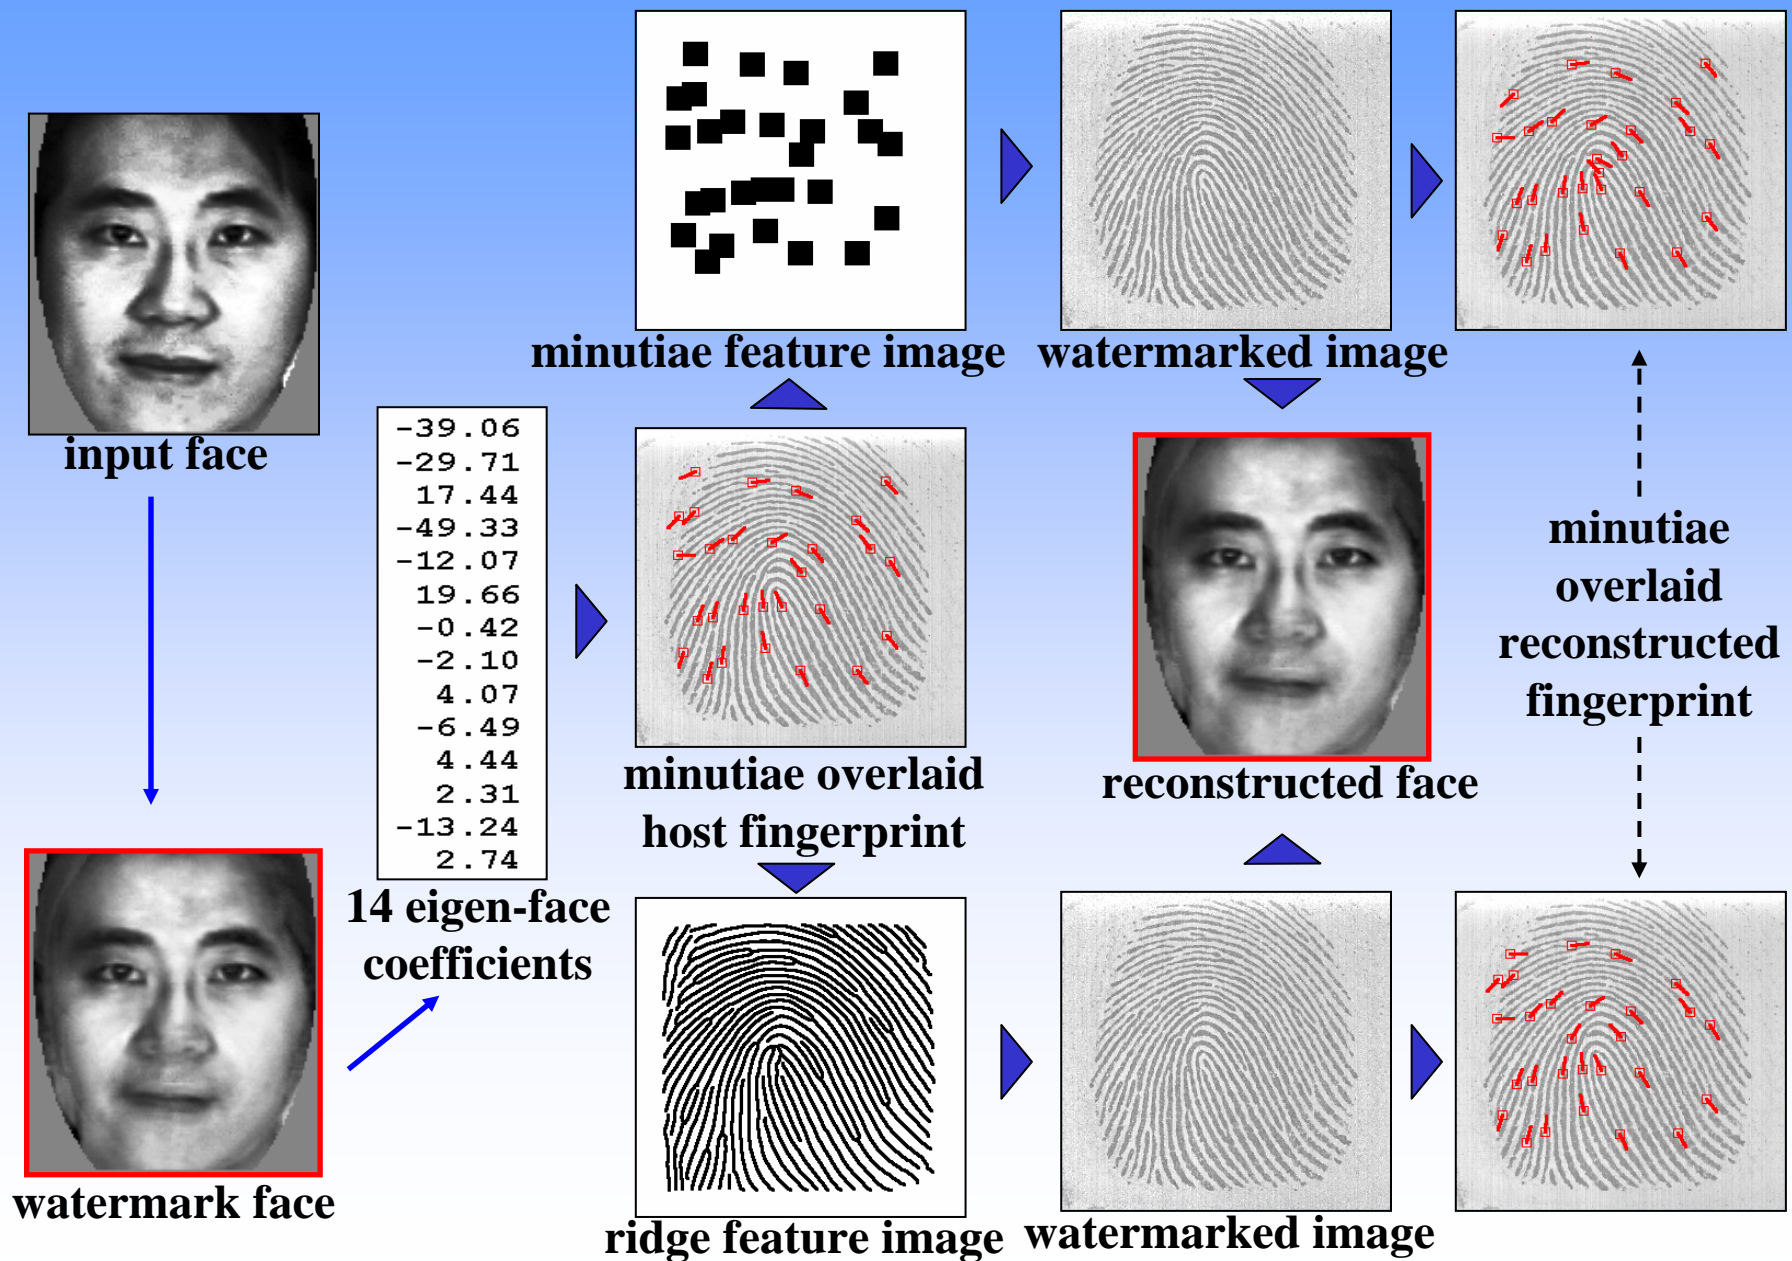 input face
watermark face
-39.06
-29.71
17.44
-49.33
-12.07
19.66
-0.42
-2.10
4.07
-6.49
4.44
2.31
-13.24
2.74
14 eigen-face
coefficients
minutiae feature image
minutiae overlaid
host fingerprint
ridge feature image
watermarked image
reconstructed face
watermarked image
minutiae
overlaid
reconstructed
fingerprint